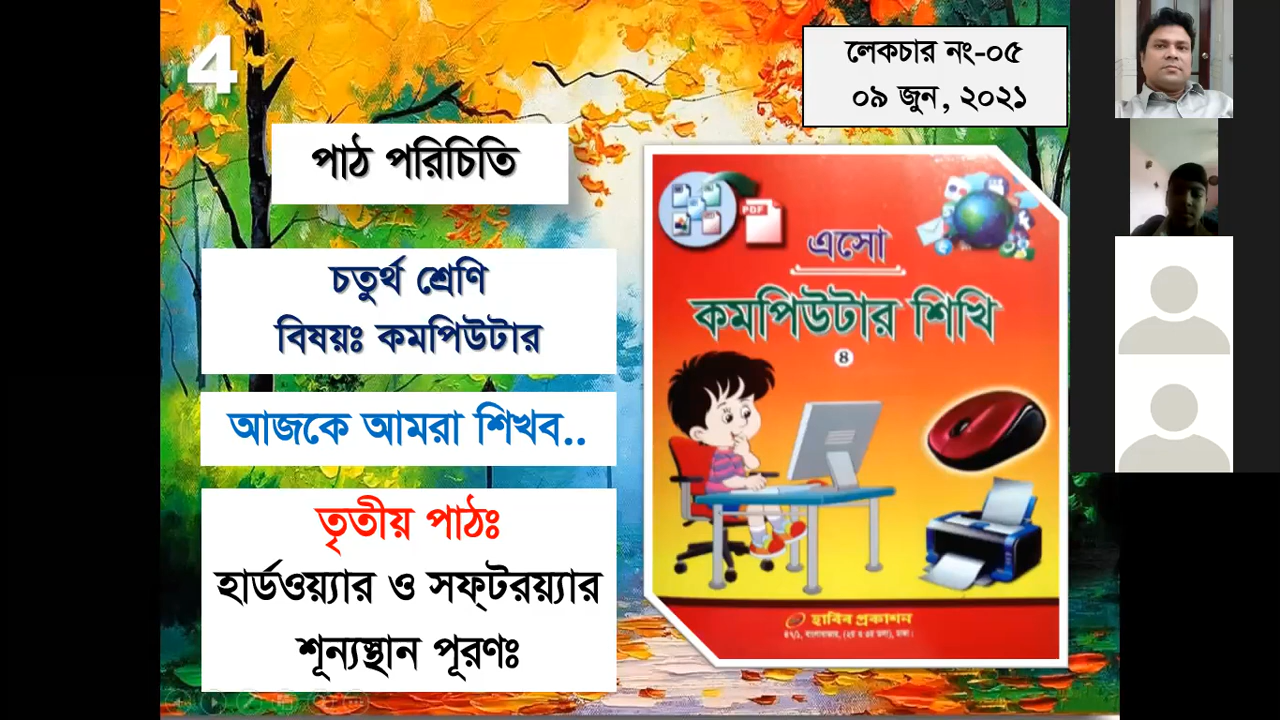 4
লেকচার নং-০৫
০৯ জুন, ২০২১
পাঠ পরিচিতি
চতুর্থ শ্রেণি
বিষয়ঃ কমপিউটার
আজকে আমরা শিখব..
তৃতীয় পাঠঃ
হার্ডওয়্যার ও সফ্টরয়্যার
শূন্যস্থান পূরণঃ
PDF
এসো
কমপিউটার শিখি
৪
হাবিব প্রকাশন